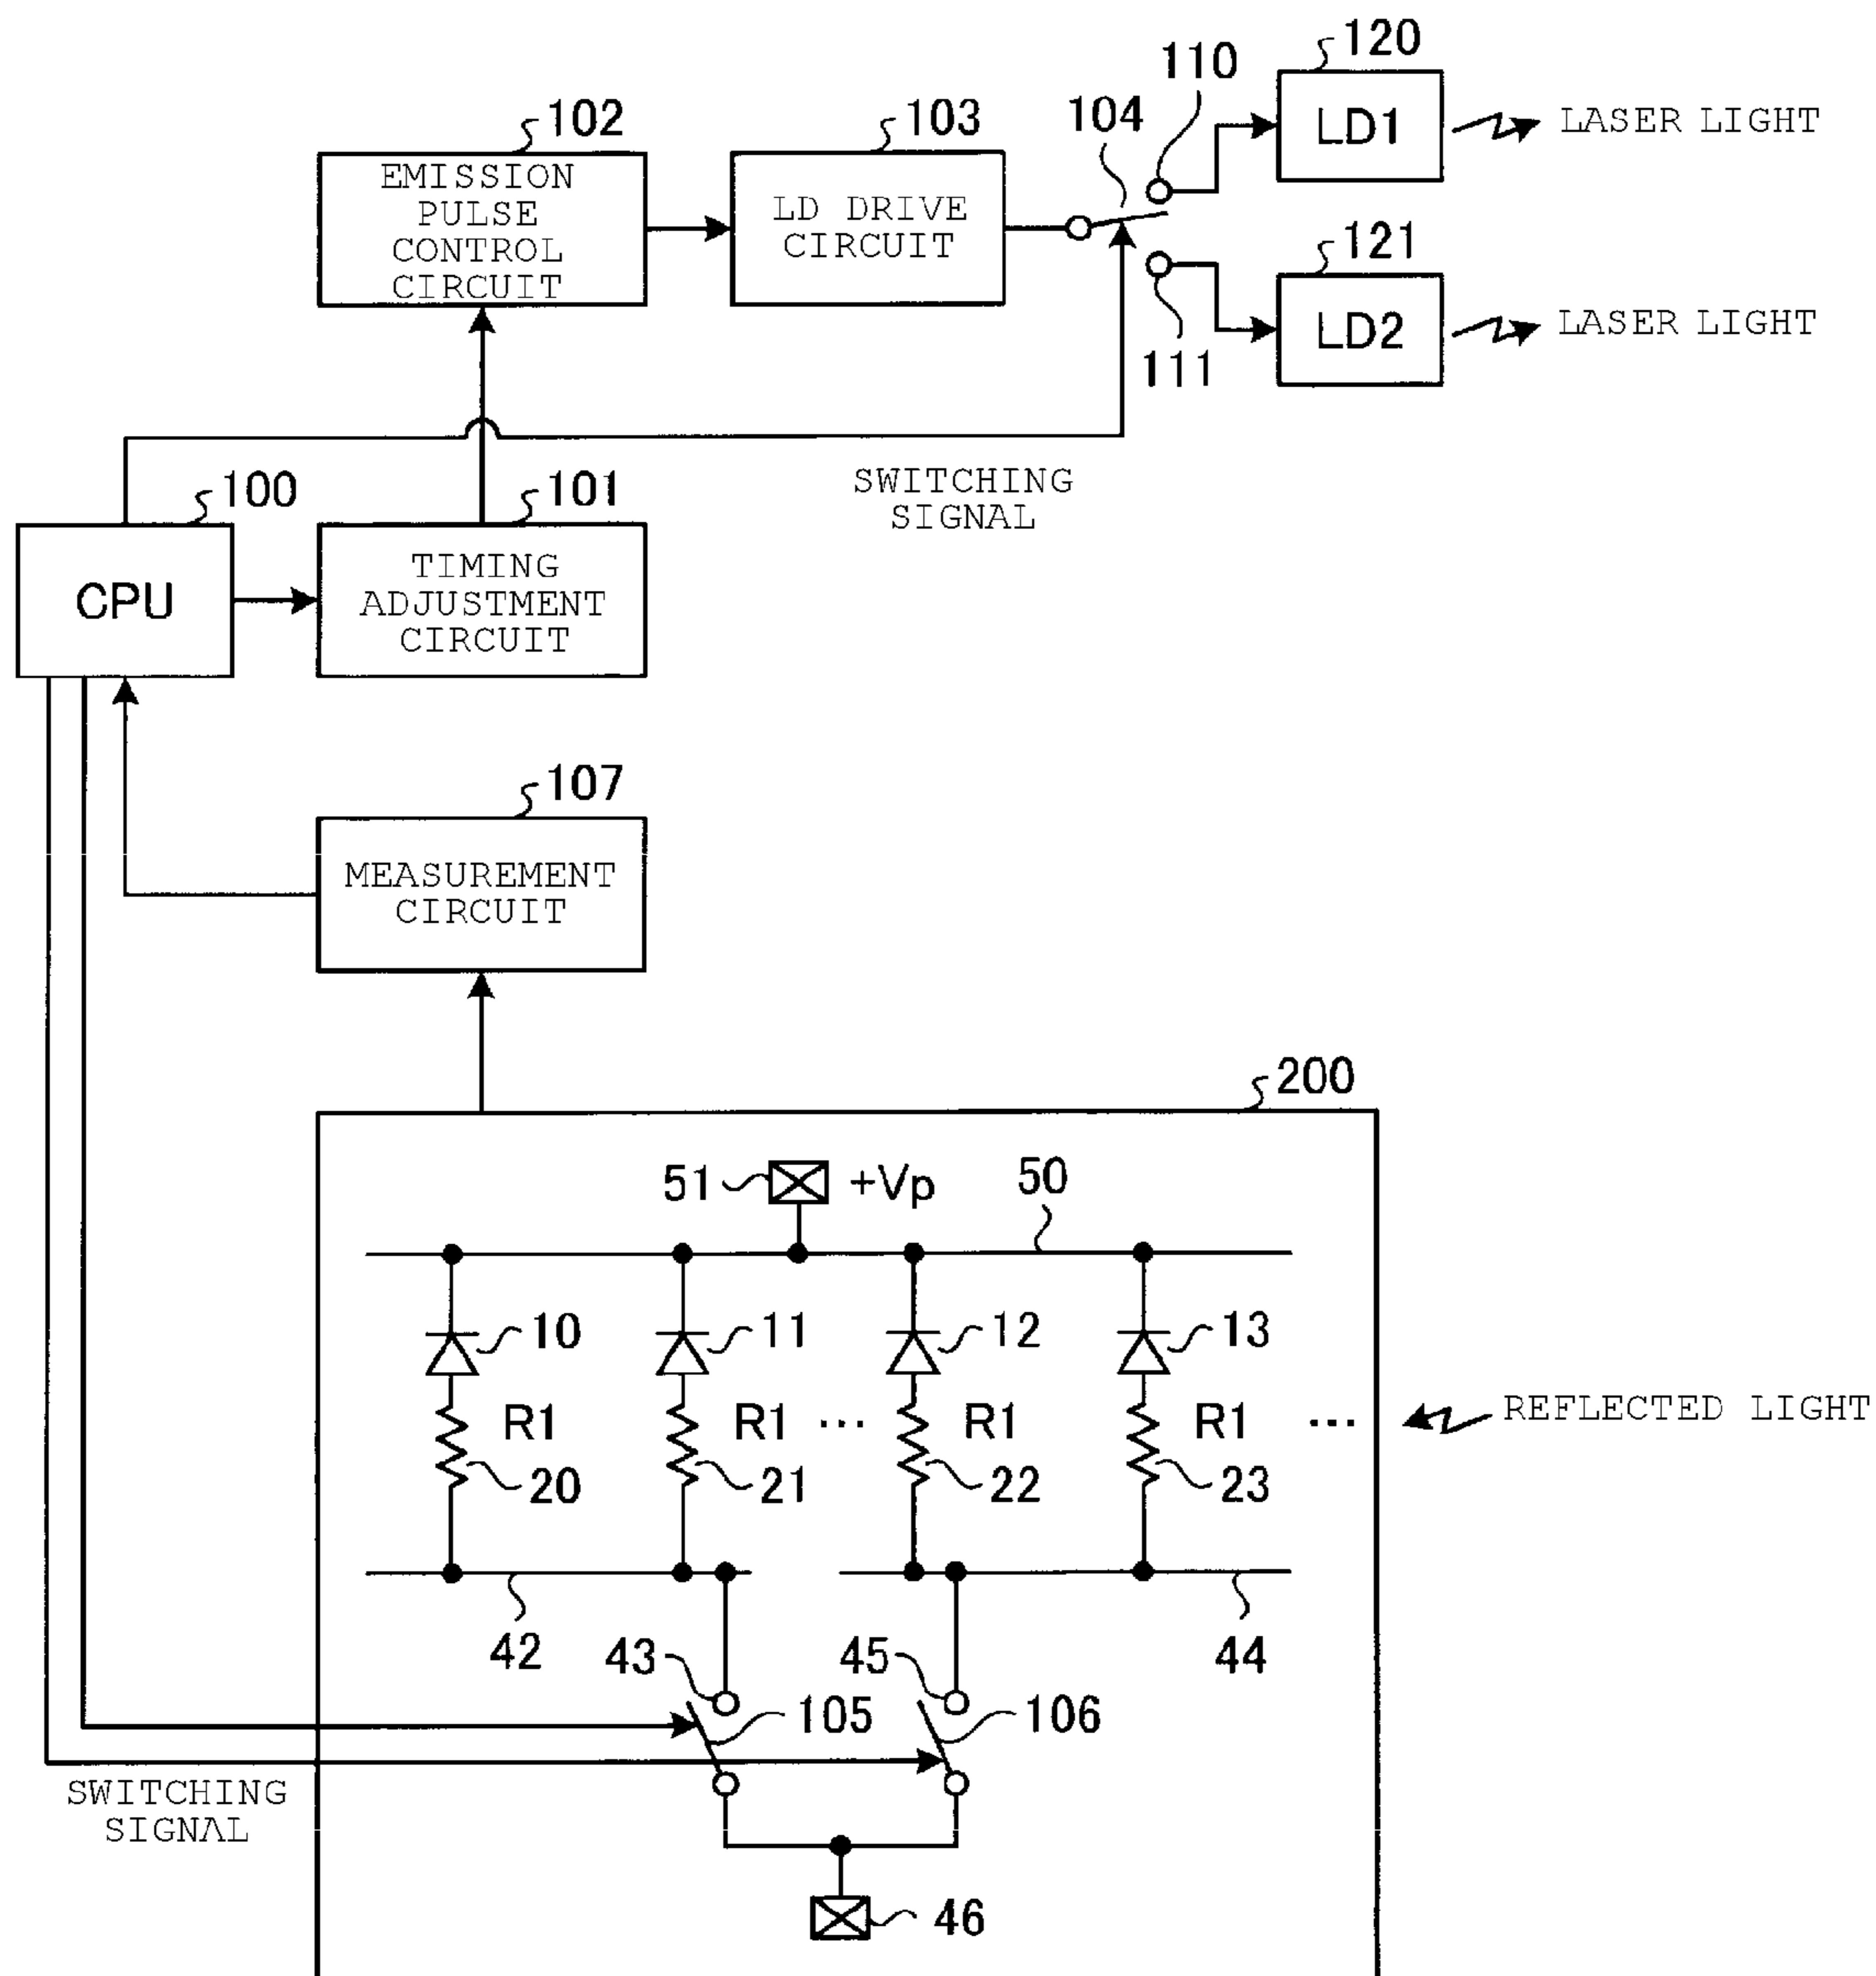 120
110
LD1
LASER LIGHT
102
103
104
EMISSION
PULSE
CONTROL
CIRCUIT
LD DRIVE
CIRCUIT
121
LD2
LASER LIGHT
111
SWITCHING
SIGNAL
100
101
CPU
TIMING
ADJUSTMENT
CIRCUIT
107
MEASUREMENT
CIRCUIT
200
51
+Vp
50
10
11
12
13
R1
R1
...
R1
R1
...
REFLECTED LIGHT
20
21
22
23
42
43
45
44
105
106
SWITCHING
SIGNAL
46